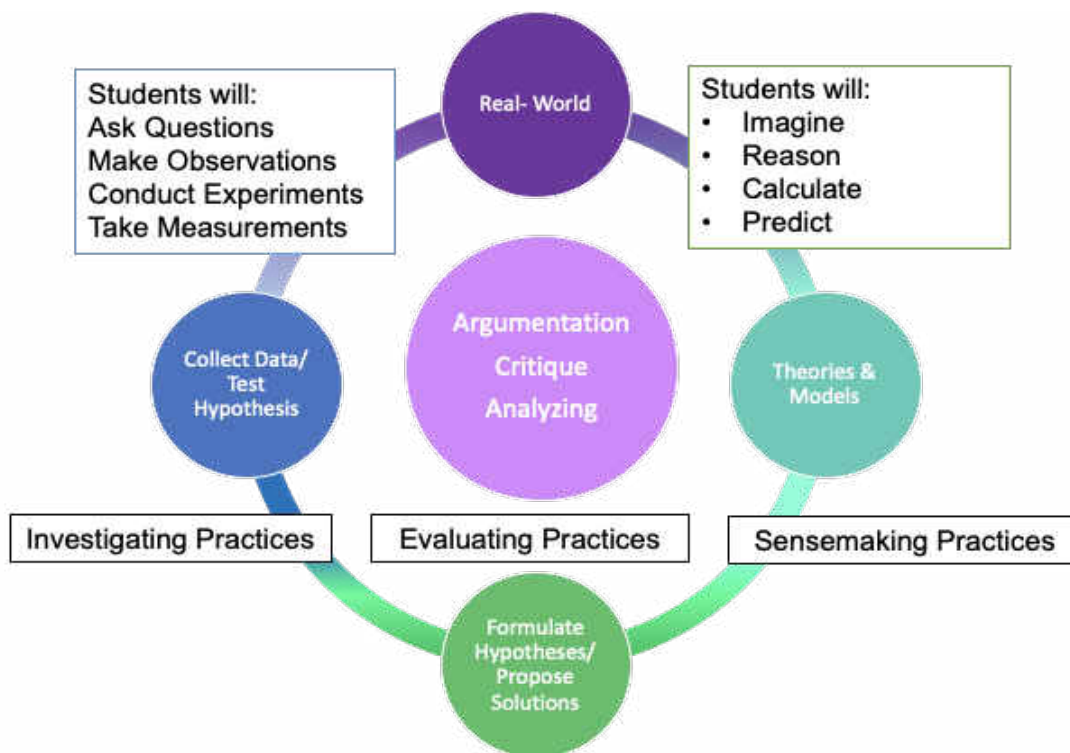 Real- World
Students will:
Ask Questions
Make Observations
Conduct Experiments
Take Measurements
Students will:
• Imagine
• Reason
• Calculate
• Predict
Collect Data/
Test
Hypothesis
Argumentation
Critique
Analyzing
Theories &
Models
Investigating Practices
Evaluating Practices
Sensemaking Practices
Formulate
Hypotheses/
Propose
Solutions